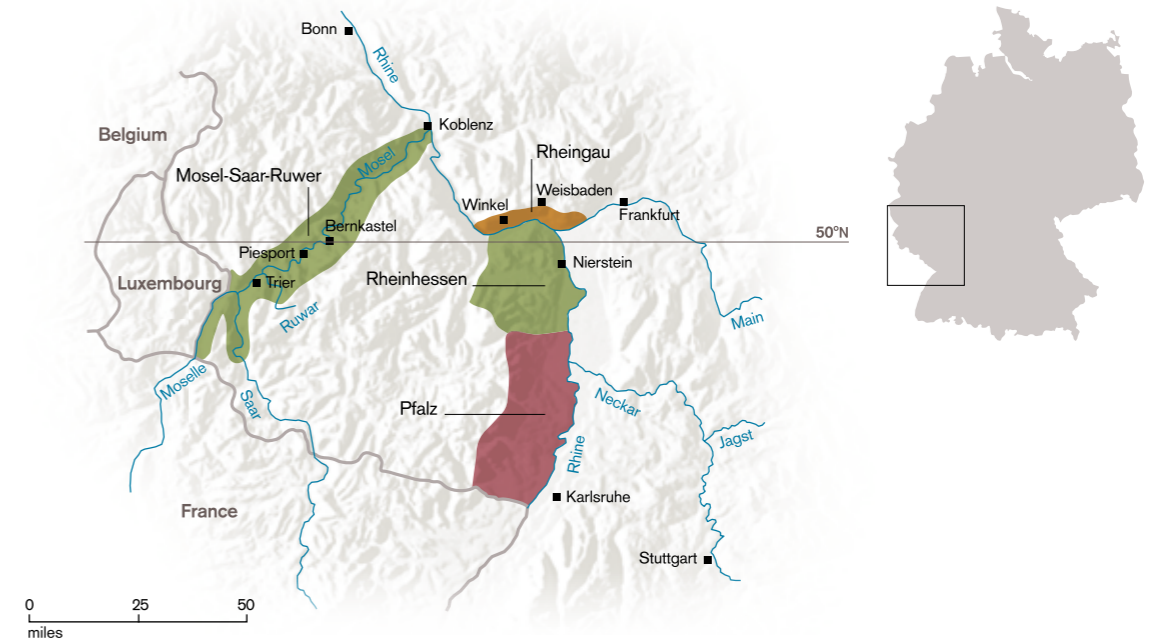 Bonn
Rhine
Koblenz
Belgium
Mosel
Rheingau
Mosel-Saar-Ruwer
Weisbaden
Winkel
Frankfurt
Bernkastel
50ºN
Piesport
Nierstein
Trier
Luxembourg
Rheinhessen
Ruwar
Main
Moselle
Saar
Neckar
Pfalz
Jagst
Rhine
Karlsruhe
France
Stuttgart
0 25 50
miles